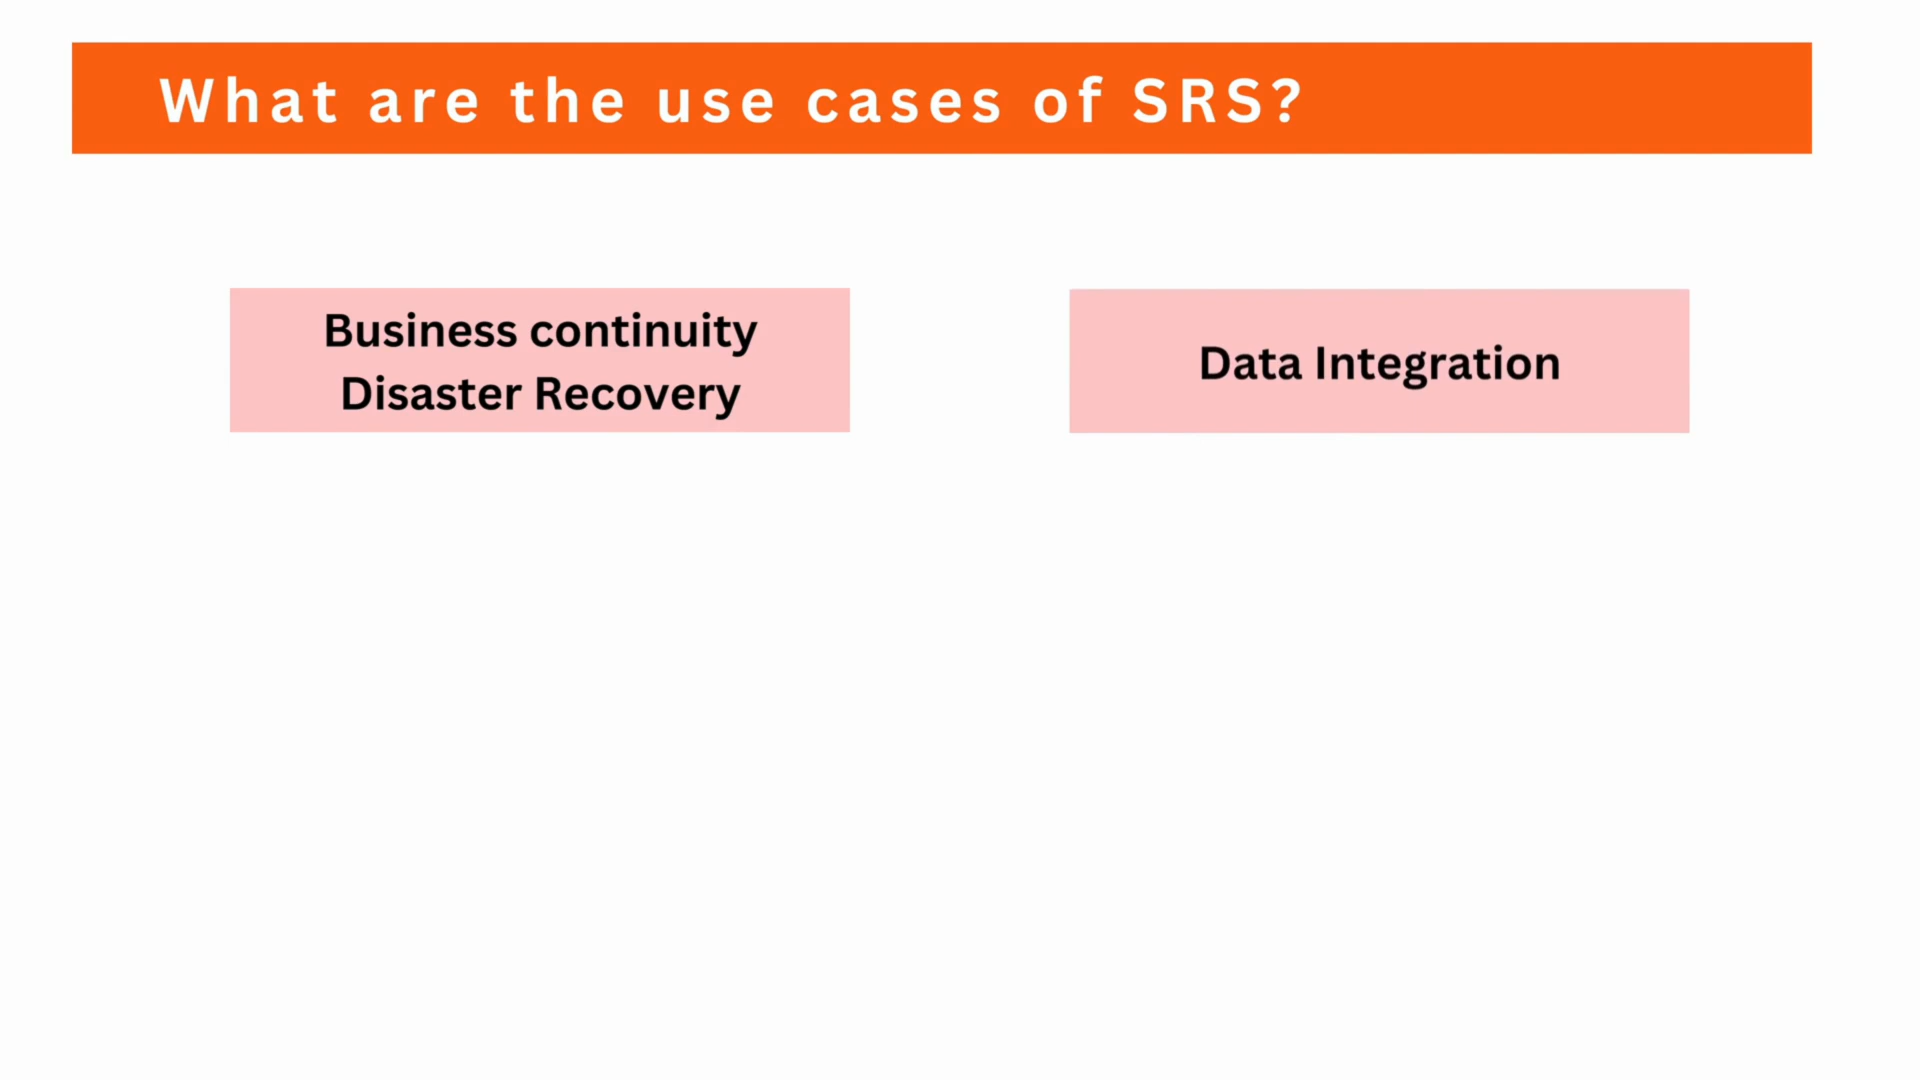 What are the use cases of SRS?
Business continuity
Disaster Recovery
Data Integration